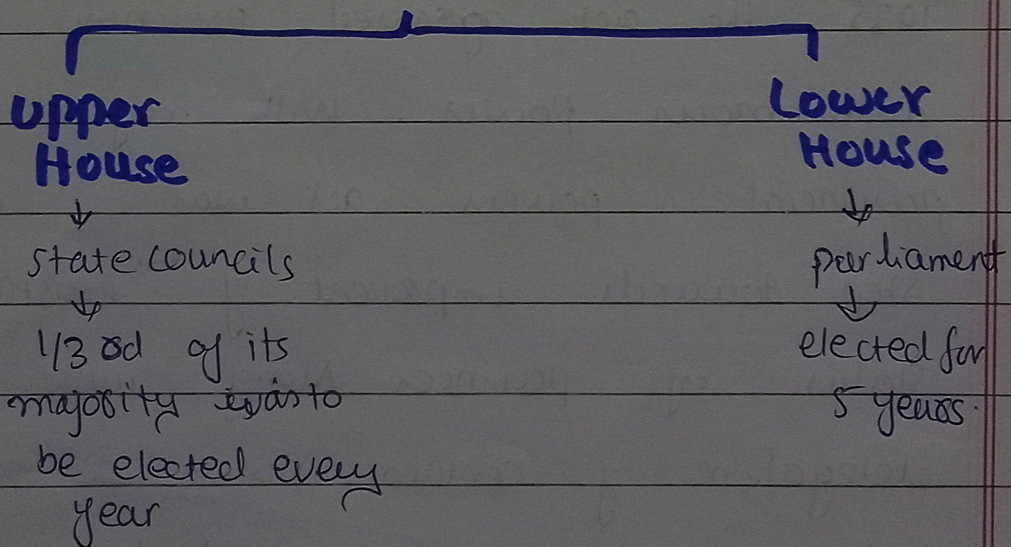 Upper
House
↓
state councils
↓
1/3 rd of its
majority was to
be elected every
year
Lower
House
↓
parliament
↓
elected for
5 years.